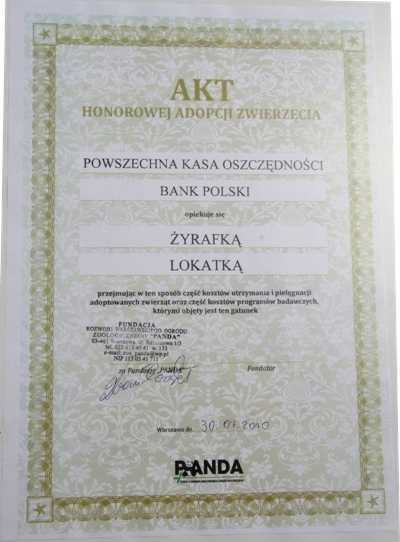 AKT
HONOROWEJ ADOPCJI ZWIERZĘCIA
POWSZECHNA KASA OSZCZĘDNOŚCI
BANK POLSKI
opiekuje się
ŻYRAFKĄ
LOKATKĄ
przejmując w ten sposób część kosztów utrzymania i pielęgnacji
adoptowanych zwierząt oraz część kosztów programów badawczych,
którymi objęty jest ten gatunek
FUNDACJA
ROZWOJU WARSZAWSKIEGO OGRODU
ZOOLOGICZNEGO "PANDA"
za Fundację „PANDA"
Fundator
Warszawa dn. 30.07.2010
PANDA